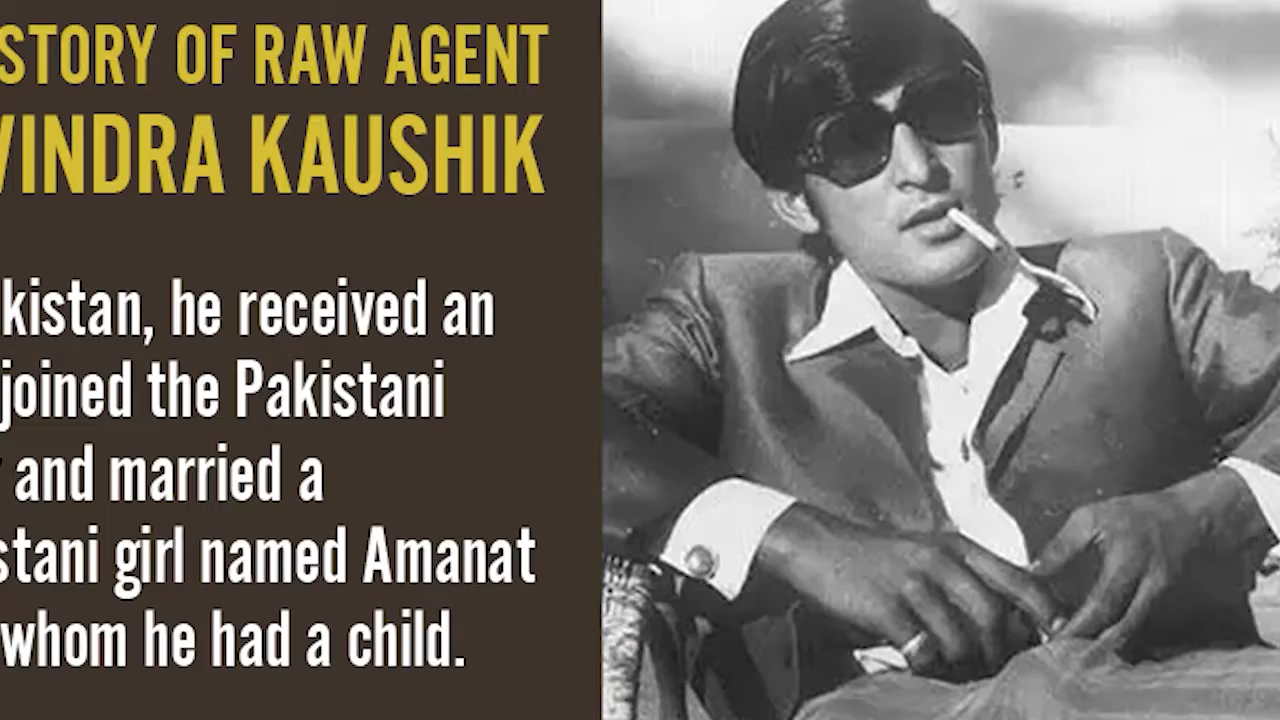 STORY OF RAW AGENT
VINDRA KAUSHIK
kistan, he received an
joined the Pakistani
and married a
stani girl named Amanat
whom he had a child.